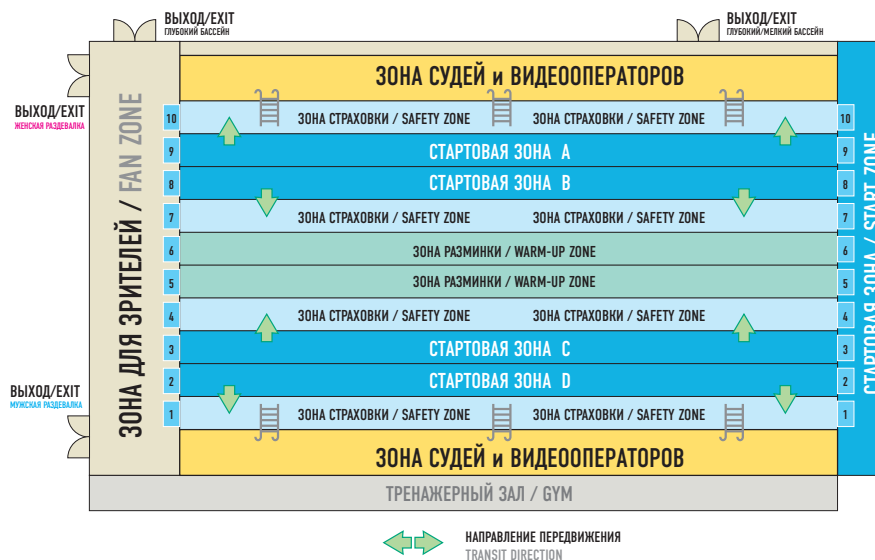 ВЫХОД/EXIT
ГЛУБОКИЙ БАССЕЙН
ВЫХОД/EXIT
ГЛУБОКИЙ/МЕЛКИЙ БАССЕЙН
ВЫХОД/EXIT
ЖЕНСКАЯ РАЗДЕВАЛКА
ВЫХОД/EXIT
МУЖСКАЯ РАЗДЕВАЛКА
ЗОНА ДЛЯ ЗРИТЕЛЕЙ / FAN ZONE
ЗОНА СУДЕЙ и ВИДЕООПЕРАТОРОВ
10 ЗОНА СТРАХОВКИ / SAFETY ZONE ЗОНА СТРАХОВКИ / SAFETY ZONE 10
9 СТАРТОВАЯ ЗОНА A 9
8 СТАРТОВАЯ ЗОНА B 8
7 ЗОНА СТРАХОВКИ / SAFETY ZONE ЗОНА СТРАХОВКИ / SAFETY ZONE 7
6 ЗОНА РАЗМИНКИ / WARM-UP ZONE 6
5 ЗОНА РАЗМИНКИ / WARM-UP ZONE 5
4 ЗОНА СТРАХОВКИ / SAFETY ZONE ЗОНА СТРАХОВКИ / SAFETY ZONE 4
3 СТАРТОВАЯ ЗОНА C 3
2 СТАРТОВАЯ ЗОНА D 2
1 ЗОНА СТРАХОВКИ / SAFETY ZONE ЗОНА СТРАХОВКИ / SAFETY ZONE 1
ЗОНА СУДЕЙ и ВИДЕООПЕРАТОРОВ
СТАРТОВАЯ ЗОНА / START ZONE
ТРЕНАЖЕРНЫЙ ЗАЛ / GYM
НАПРАВЛЕНИЕ ПЕРЕДВИЖЕНИЯ
TRANSIT DIRECTION